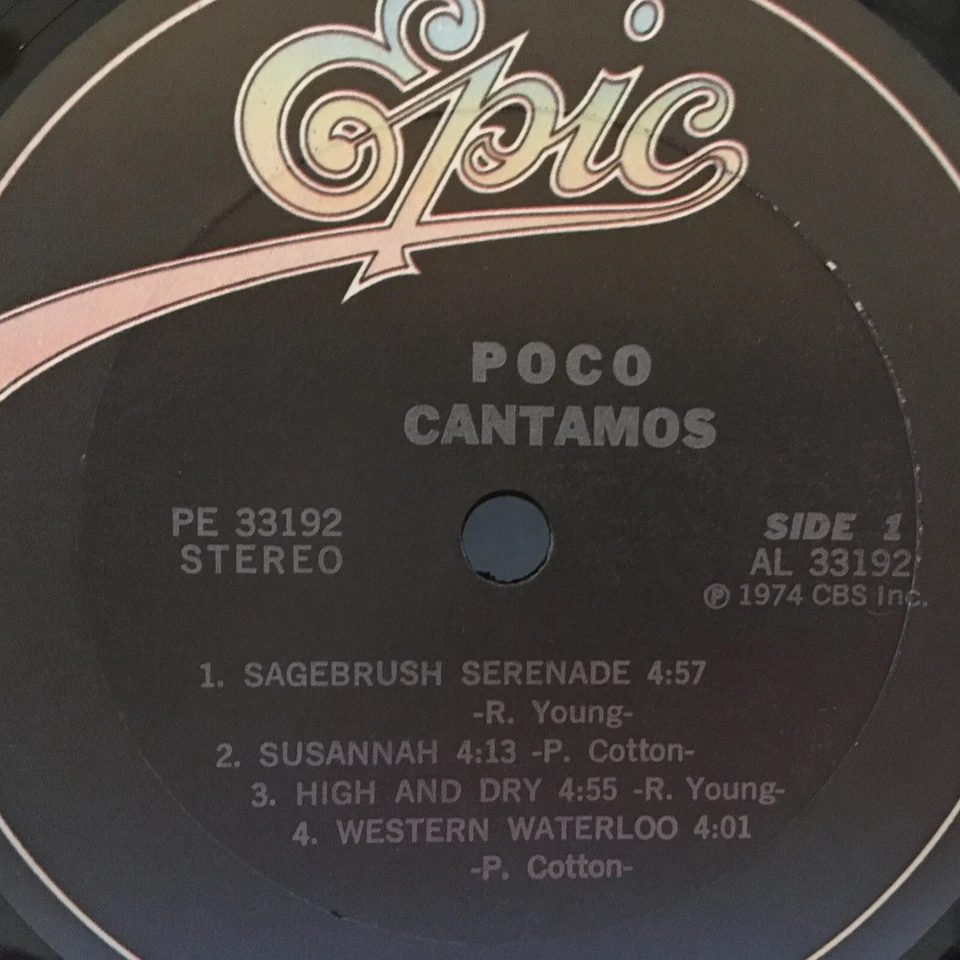 Epic
POCO
CANTAMOS
PE 33192
STEREO
SIDE 1
AL 33192
℗ 1974 CBS Inc.
1. SAGEBRUSH SERENADE 4:57
-R. Young-
2. SUSANNAH 4:13 -P. Cotton-
3. HIGH AND DRY 4:55 -R. Young-
4. WESTERN WATERLOO 4:01
-P. Cotton-